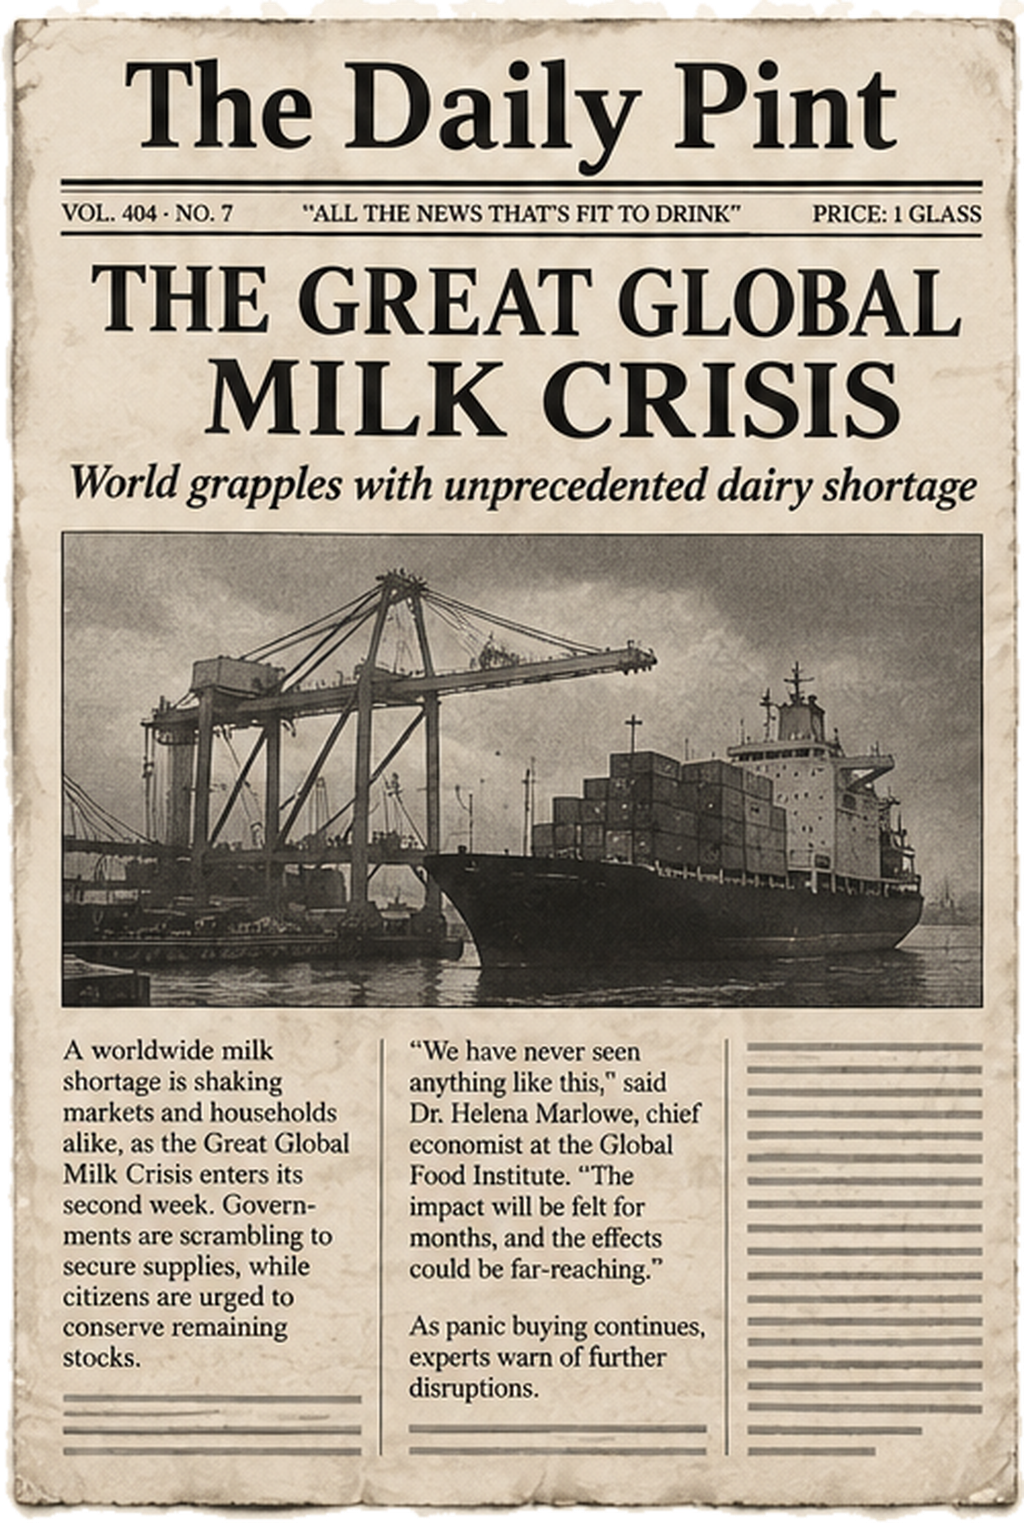 The Daily Pint
VOL. 404 · NO. 7
"ALL THE NEWS THAT'S FIT TO DRINK"
PRICE: 1 GLASS
THE GREAT GLOBAL
MILK CRISIS
World grapples with unprecedented dairy shortage
A worldwide milk
shortage is shaking
markets and households
alike, as the Great Global
Milk Crisis enters its
second week. Govern-
ments are scrambling to
secure supplies, while
citizens are urged to
conserve remaining
stocks.
“We have never seen
anything like this,” said
Dr. Helena Marlowe, chief
economist at the Global
Food Institute. “The
impact will be felt for
months, and the effects
could be far-reaching.”
As panic buying continues,
experts warn of further
disruptions.